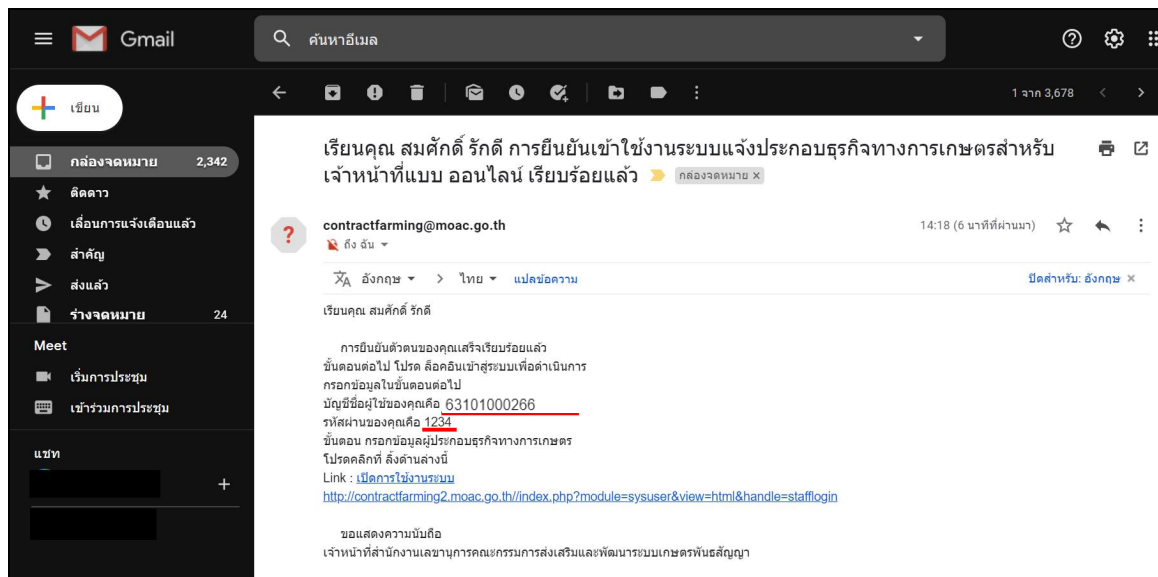 Gmail
ค้นหาอีเมล
เขียน
1 จาก 3,678
กล่องจดหมาย 2,342
ติดดาว
เลื่อนการแจ้งเตือนแล้ว
สำคัญ
ส่งแล้ว
ร่างจดหมาย 24
Meet
เริ่มการประชุม
เข้าร่วมการประชุม
แชท
+
เรียนคุณ สมศักดิ์ รักดี การยืนยันเข้าใช้งานระบบแจ้งประกอบธุรกิจทางการเกษตรสำหรับ
เจ้าหน้าที่แบบ ออนไลน์ เรียบร้อยแล้ว กล่องจดหมาย x
contractfarming@moac.go.th 14:18 (6 นาทีที่ผ่านมา)
ถึง ฉัน
อังกฤษ > ไทย แปลข้อความ ปิดสำหรับ: อังกฤษ x
เรียนคุณ สมศักดิ์ รักดี
การยืนยันตัวตนของคุณเสร็จเรียบร้อยแล้ว
ขั้นตอนต่อไป โปรด ล็อคอินเข้าสู่ระบบเพื่อดำเนินการ
กรอกข้อมูลในขั้นตอนต่อไป
บัญชีชื่อผู้ใช้ของคุณคือ 63101000266
รหัสผ่านของคุณคือ 1234
ขั้นตอน กรอกข้อมูลผู้ประกอบธุรกิจทางการเกษตร
โปรดคลิกที่ ลิ้งด้านล่างนี้
Link : เปิดการใช้งานระบบ
http://contractfarming2.moac.go.th//index.php?module=sysuser&view=html&handle=stafflogin
ขอแสดงความนับถือ
เจ้าหน้าที่สำนักงานเลขานุการคณะกรรมการส่งเสริมและพัฒนาระบบเกษตรพันธสัญญา